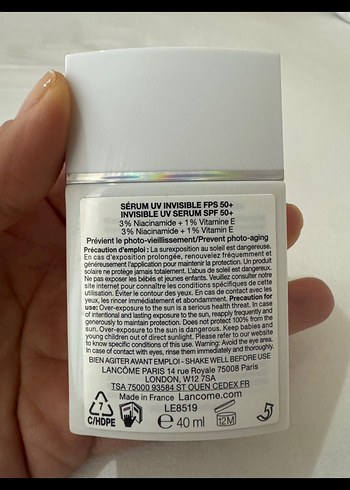 SÉRUM UV INVISIBLE FPS 50+
INVISIBLE UV SERUM SPF 50+
3% Niacinamide + 1% Vitamine E
3% Niacinamide + 1% Vitamin E
Prévient le photo-vieillissement/Prevent photo-aging
Précaution d'emploi : La surexposition au soleil est dangereuse.
En cas d'exposition prolongée, renouvelez fréquemment et
généreusement l'application pour maintenir la protection. Un produit
solaire ne protège jamais totalement. L'abus de soleil est dangereux.
Ne pas exposer les bébés et jeunes enfants. Veuillez consulter notre
site internet pour connaître les conditions spécifiques de cette
utilisation. Éviter le contour des yeux. En cas de contact avec les
yeux, les rincer immédiatement et abondamment. Precaution for
use: Over-exposure to the sun is a serious health threat. In case
of intentional and lasting exposure to the sun, reapply frequently and
generously to maintain protection. Does not protect 100% from the
sun. Over-exposure to the sun is dangerous. Keep babies and
young children out of direct sunlight. Please refer to our website
to know specific conditions of this use. Warning: Avoid the eye area.
In case of contact with eyes, rinse them immediately and thoroughly.
BIEN AGITER AVANT EMPLOI - SHAKE WELL BEFORE USE
LANCÔME PARIS 14 rue Royale 75008 Paris
LONDON, W12 7SA
TSA 75000 93584 ST OUEN CEDEX FR
Made in France Lancome.com
LE8519
7
C/HDPE
e 40 ml
12M